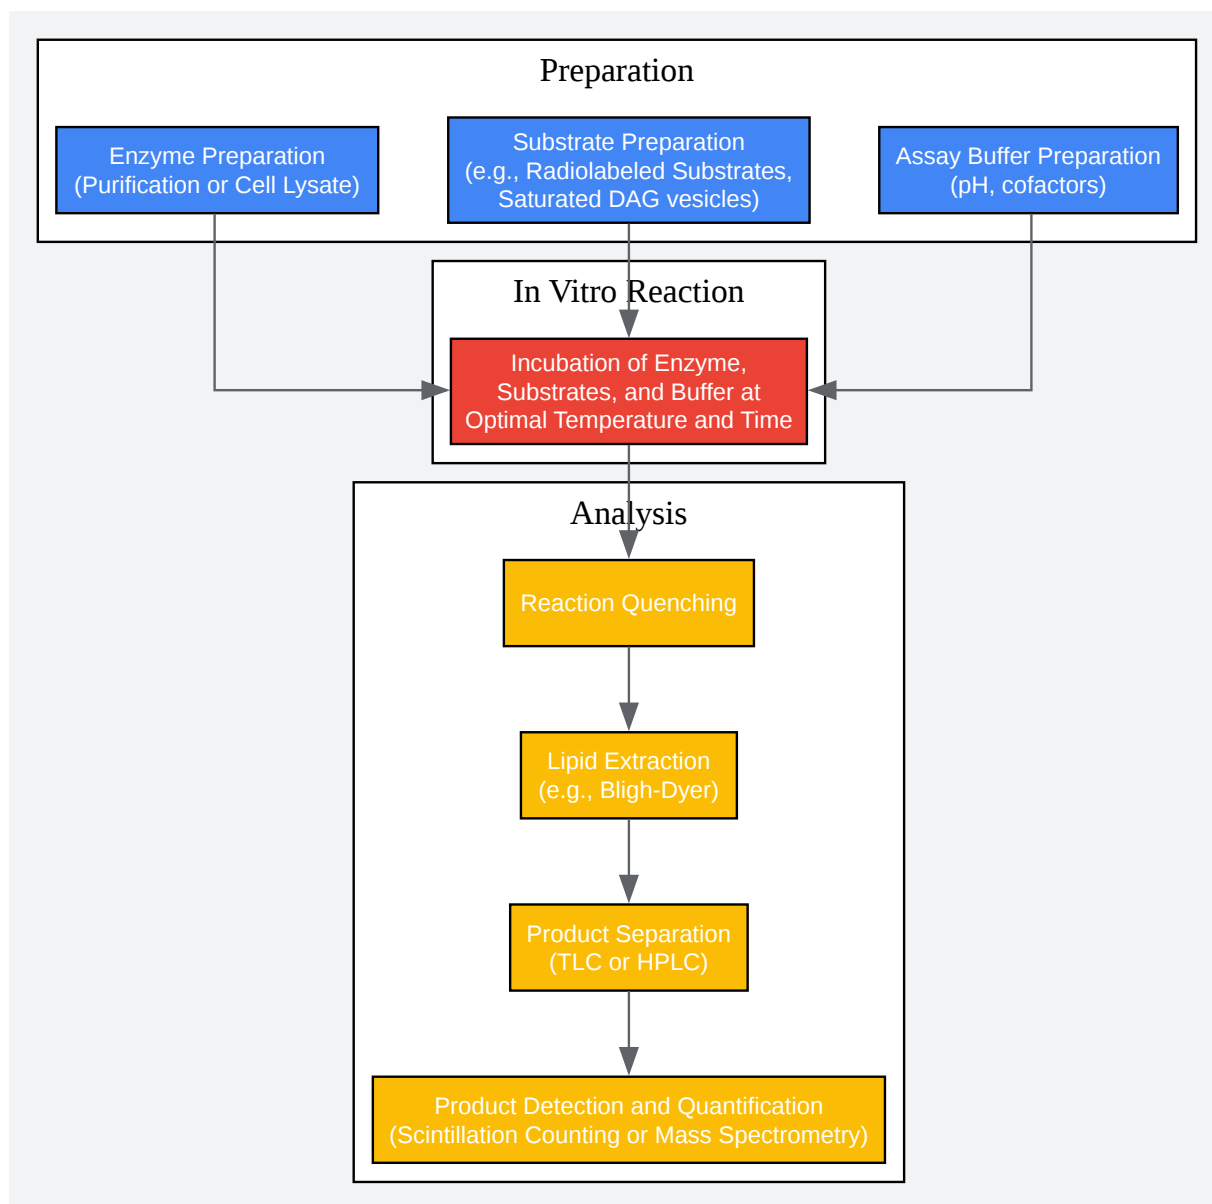 Preparation
Enzyme Preparation
(Purification or Cell Lysate)
Substrate Preparation
(e.g., Radiolabeled Substrates,
Saturated DAG vesicles)
Assay Buffer Preparation
(pH, cofactors)
In Vitro Reaction
Incubation of Enzyme,
Substrates, and Buffer at
Optimal Temperature and Time
Analysis
Reaction Quenching
Lipid Extraction
(e.g., Bligh-Dyer)
Product Separation
(TLC or HPLC)
Product Detection and Quantification
(Scintillation Counting or Mass Spectrometry)